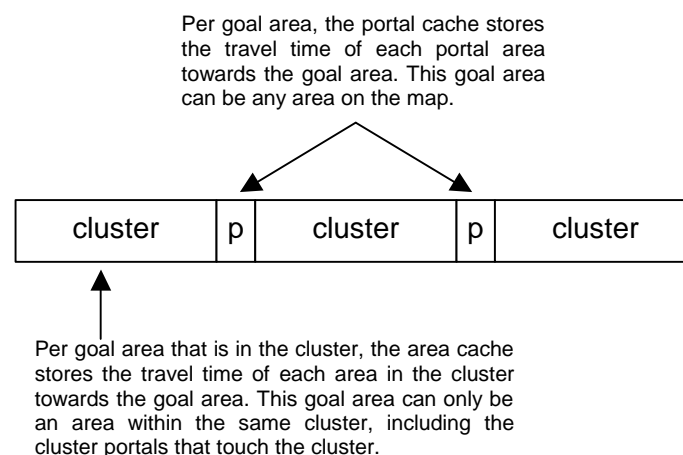 Per goal area, the portal cache stores
the travel time of each portal area
towards the goal area. This goal area
can be any area on the map.
cluster p cluster p cluster
Per goal area that is in the cluster, the area cache
stores the travel time of each area in the cluster
towards the goal area. This goal area can only be
an area within the same cluster, including the
cluster portals that touch the cluster.